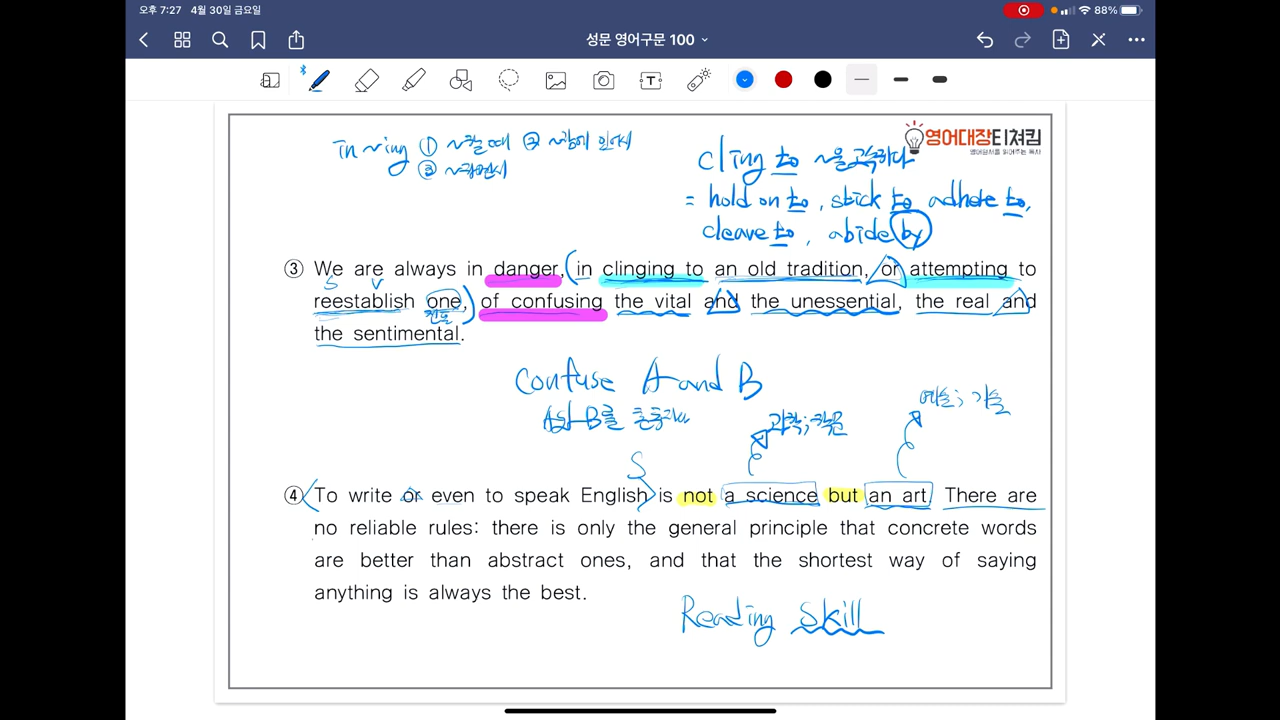 오후 7:27 4월 30일 금요일
88%
성문 영어구문 100
영어대장티쳐킴
in ~ing ① ~할 때 ② ~함에 있어서
③ ~하면서
cling to ~을 고수하다
= hold on to, stick to adhere to,
cleave to, abide by
③ We are always in danger, in clinging to an old tradition, or attempting to
S V
reestablish one, of confusing the vital and the unessential, the real and
전통
the sentimental.
Confuse A and B
A와 B를 혼동하다
과학; 학문
예술; 기술
S
④ To write or even to speak English is not a science but an art. There are
no reliable rules: there is only the general principle that concrete words
are better than abstract ones, and that the shortest way of saying
anything is always the best.
Reading Skill